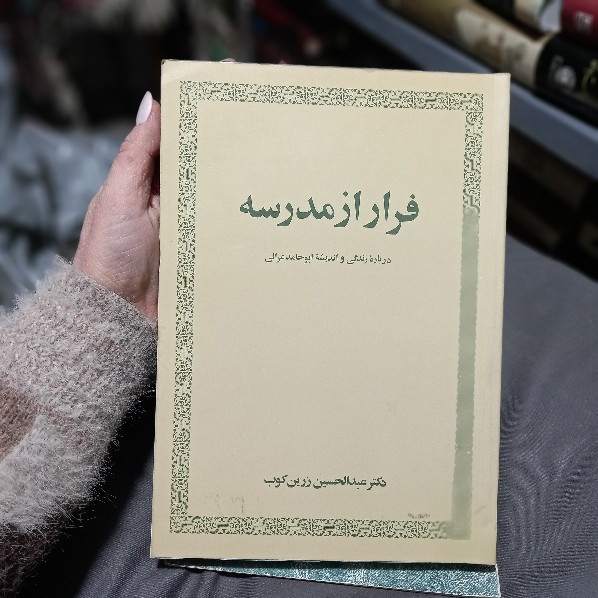 فرار از مدرسه
دربارهٔ زندگی و اندیشهٔ ابوحامد غزالی
دکتر عبدالحسین زرین‌کوب